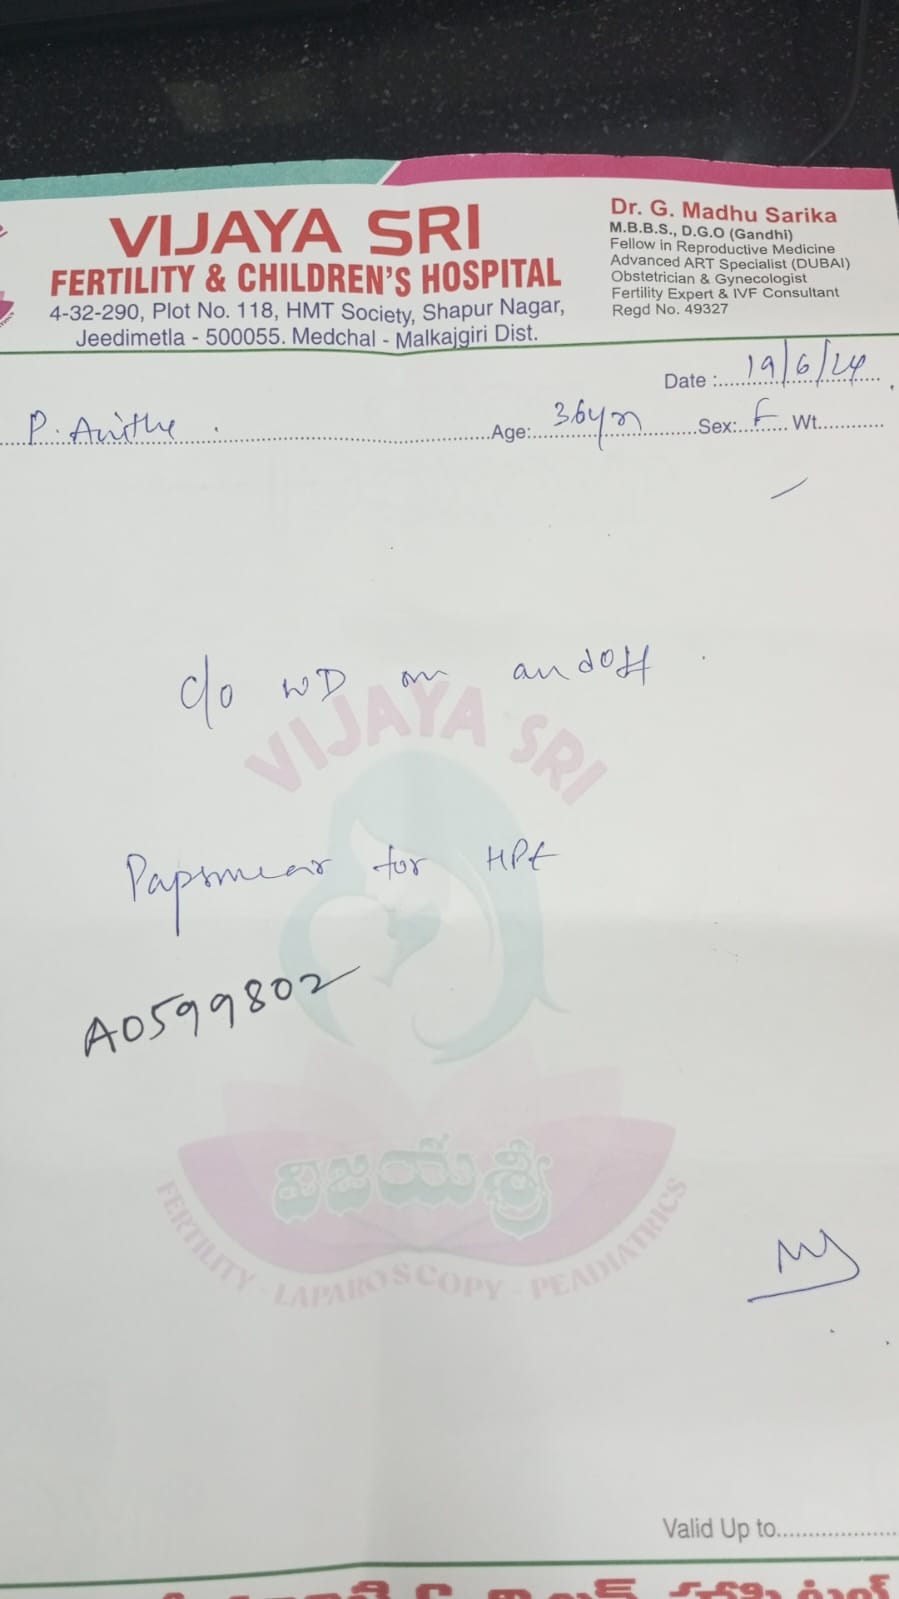 VIJAYA SRI
FERTILITY & CHILDREN'S HOSPITAL
4-32-290, Plot No. 118, HMT Society, Shapur Nagar,
Jeedimetla - 500055. Medchal - Malkajgiri Dist.
Dr. G. Madhu Sarika
M.B.B.S., D.G.O (Gandhi)
Fellow in Reproductive Medicine
Advanced ART Specialist (DUBAI)
Obstetrician & Gynecologist
Fertility Expert & IVF Consultant
Regd No. 49327
Date :19/6/24
P. Anithe Age: 36yrs Sex: F Wt.
c/o WD on and off
VIJAYA SRI
Papsmear for HPE
A0599802
విజయశ్రీ
FERTILITY - LAPAROSCOPY - PEADIATRICS
Valid Up to